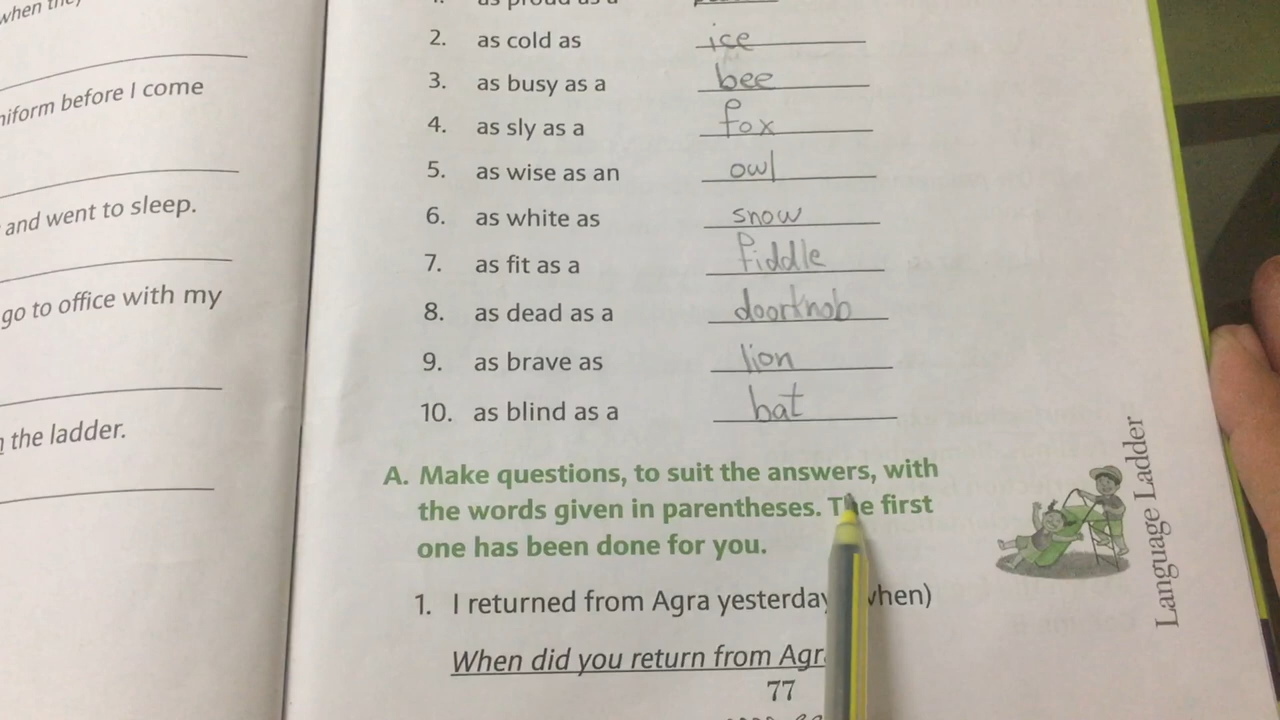 when they
niform before I come
and went to sleep.
go to office with my
the ladder.
as proud as a
2. as cold as ice
3. as busy as a bee
4. as sly as a fox
5. as wise as an owl
6. as white as snow
7. as fit as a fiddle
8. as dead as a doorknob
9. as brave as lion
10. as blind as a bat
A. Make questions, to suit the answers, with
the words given in parentheses. The first
one has been done for you.
1. I returned from Agra yesterday when)
When did you return from Agr
77
Language Ladder